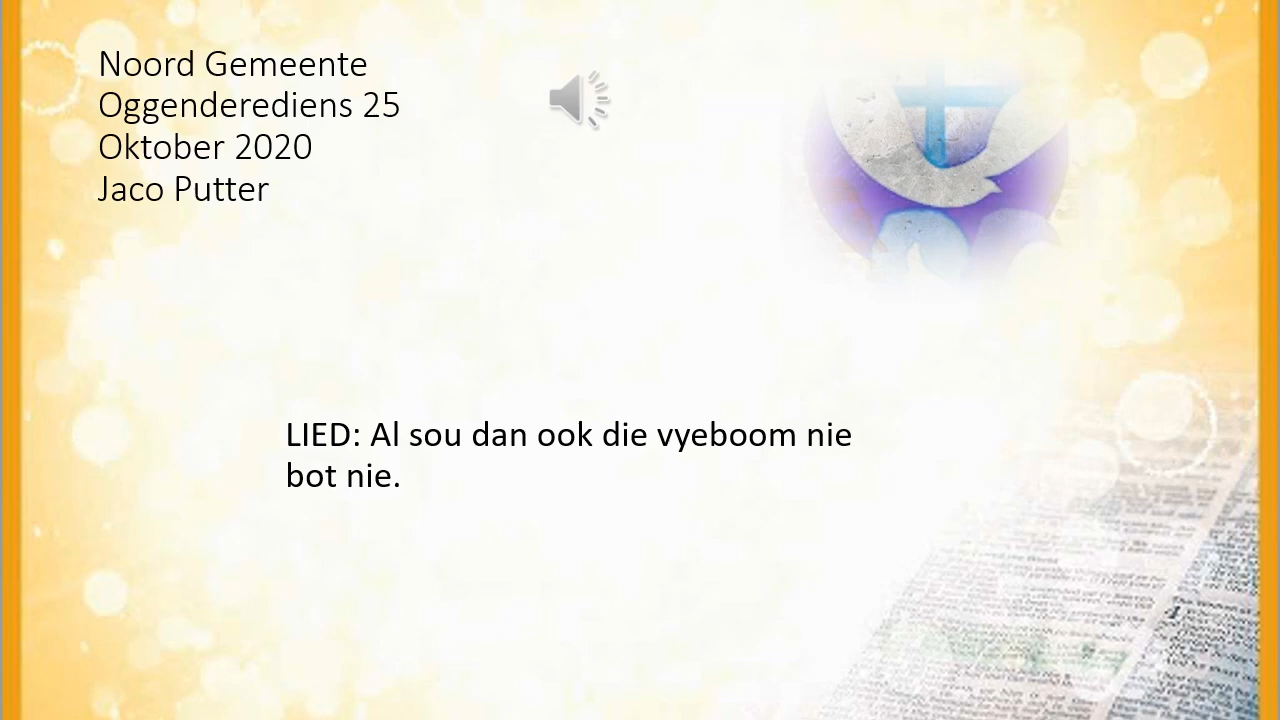 Noord Gemeente
Oggenderediens 25
Oktober 2020
Jaco Putter
LIED: Al sou dan ook die vyeboom nie
bot nie.